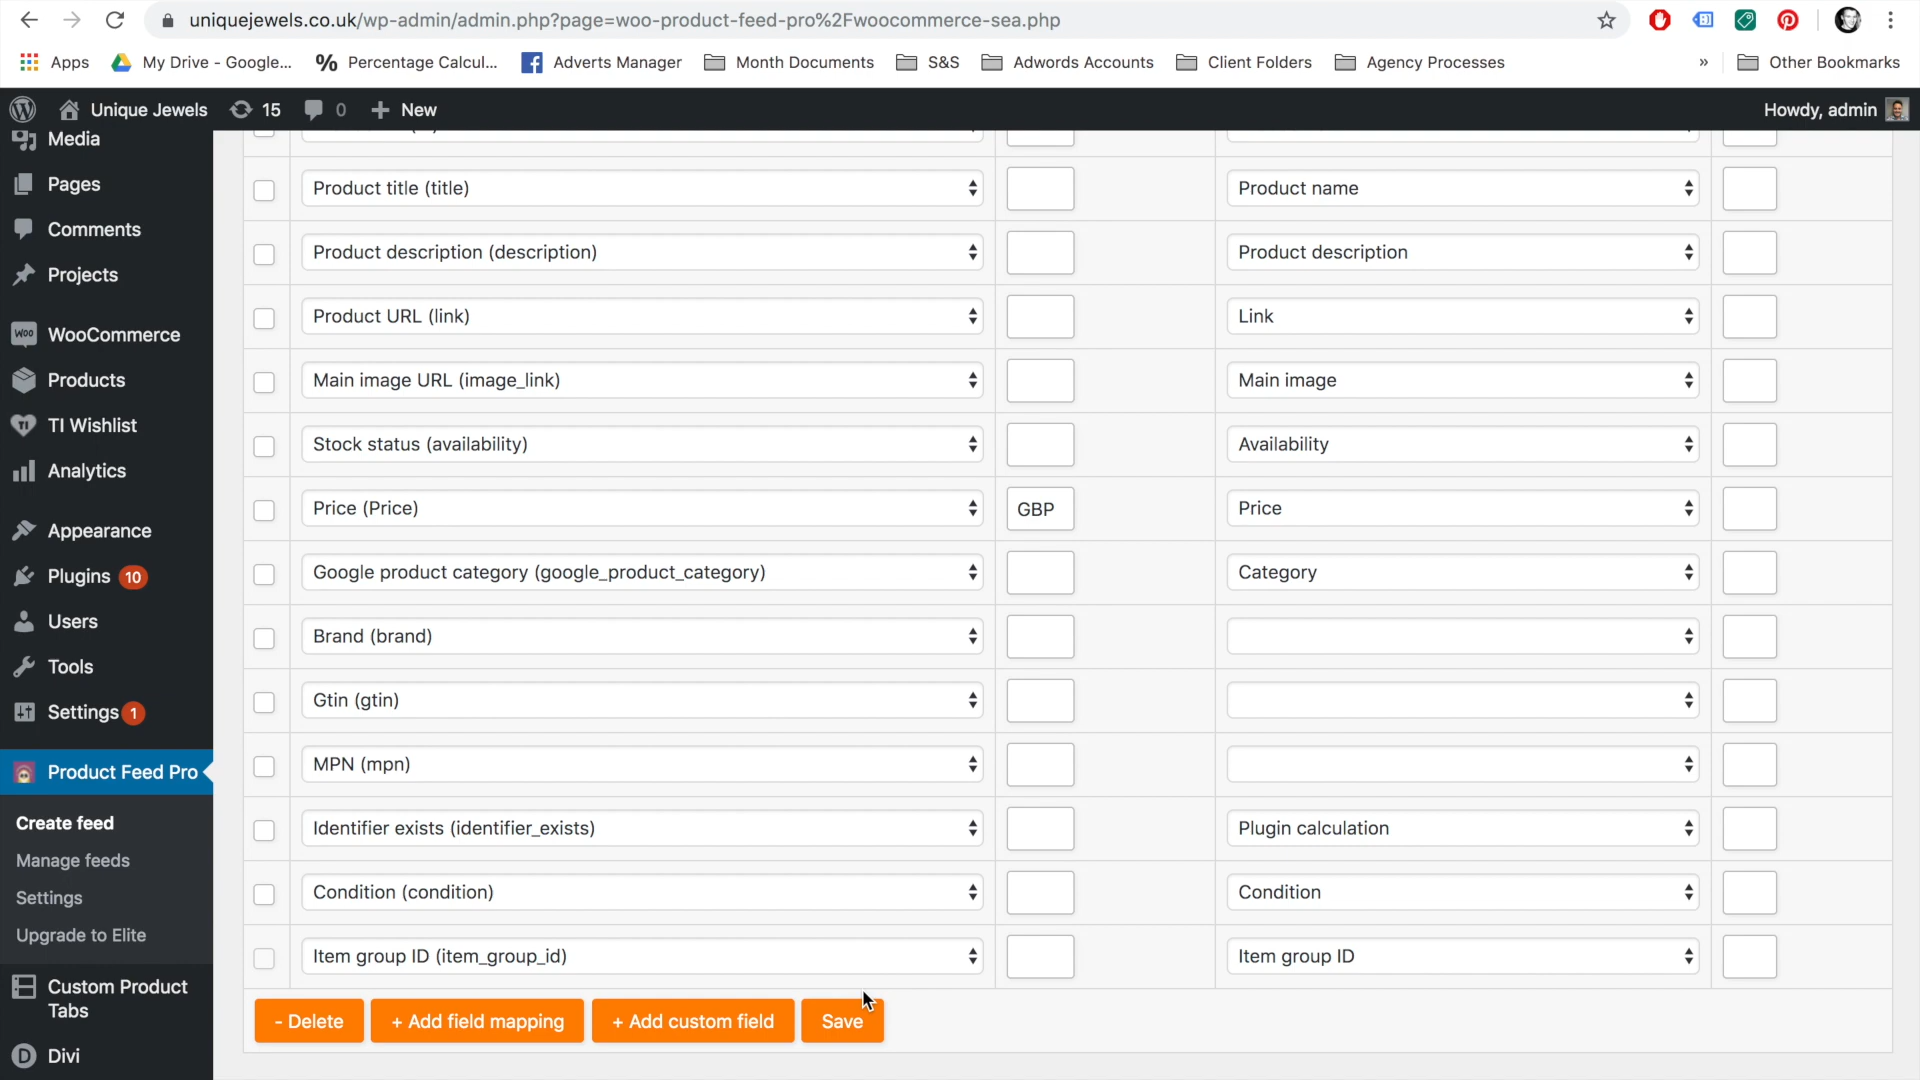 uniquejewels.co.uk/wp-admin/admin.php?page=woo-product-feed-pro%2Fwoocommerce-sea.php
Apps
My Drive - Google...
% Percentage Calcul...
Adverts Manager
Month Documents
S&S
Adwords Accounts
Client Folders
Agency Processes
»
Other Bookmarks
Unique Jewels
15
0
+ New
Howdy, admin
Media
Pages
Comments
Projects
Woo WooCommerce
Products
TI TI Wishlist
Analytics
Appearance
Plugins 10
Users
Tools
Settings 1
Product Feed Pro
Create feed
Manage feeds
Settings
Upgrade to Elite
Custom Product
Tabs
D Divi
Product title (title)
Product name
Product description (description)
Product description
Product URL (link)
Link
Main image URL (image_link)
Main image
Stock status (availability)
Availability
Price (Price)
GBP
Price
Google product category (google_product_category)
Category
Brand (brand)
Gtin (gtin)
MPN (mpn)
Identifier exists (identifier_exists)
Plugin calculation
Condition (condition)
Condition
Item group ID (item_group_id)
Item group ID
- Delete
+ Add field mapping
+ Add custom field
Save